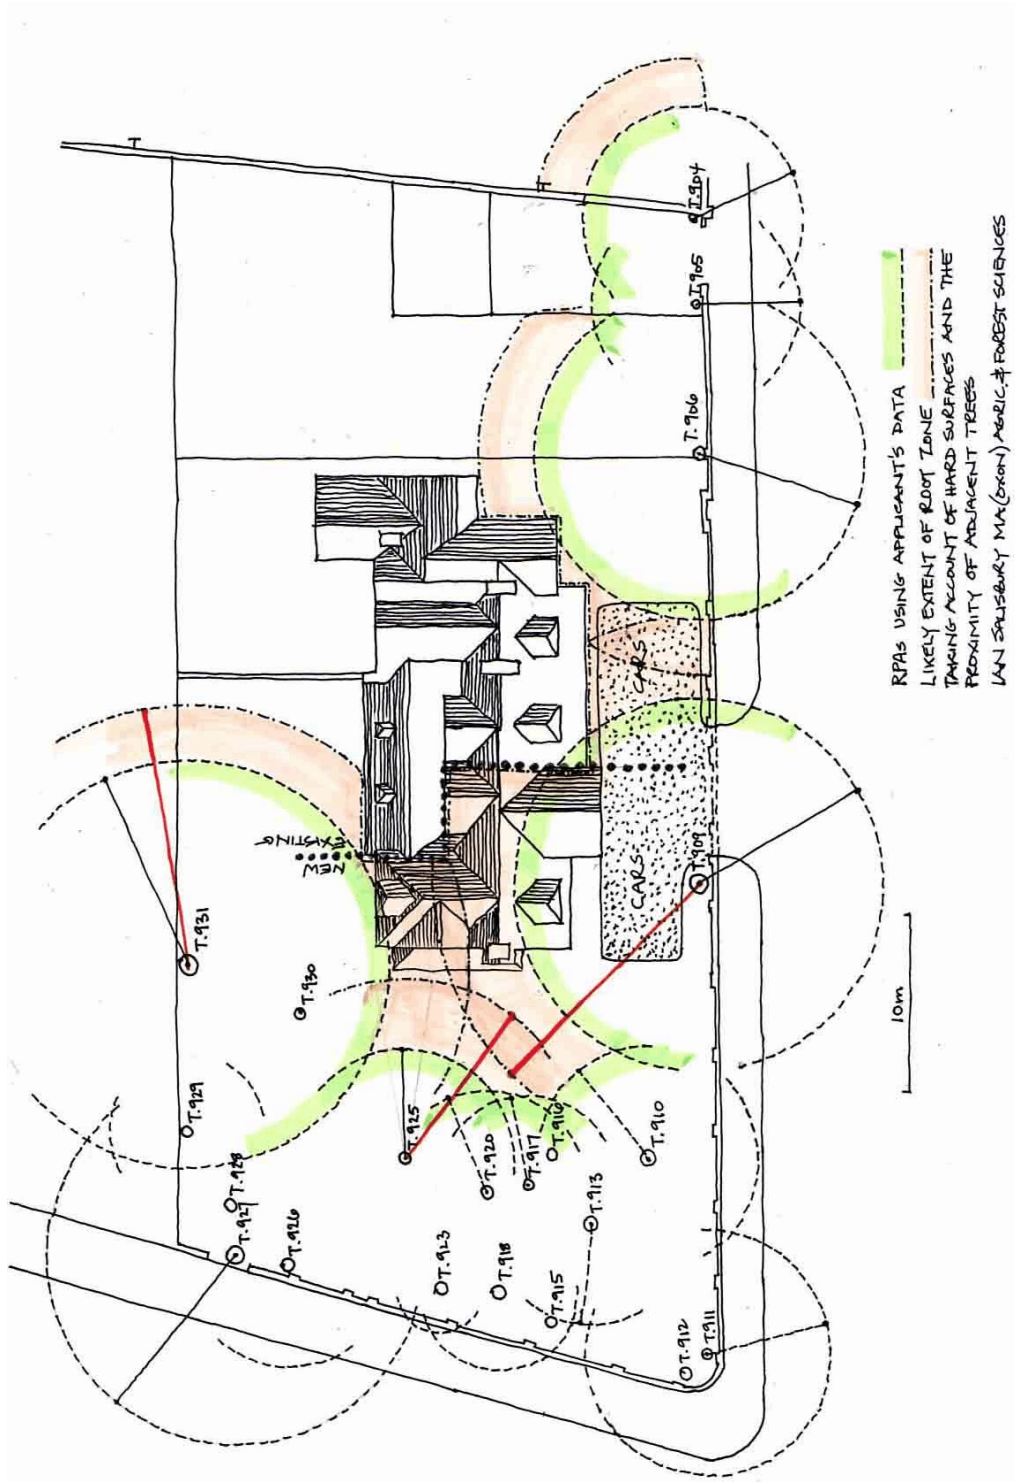 T.929
T.931
T.927
T.928
T.926
T.930
NEW
EXISTING
T.925
T.923
T.920
T.918
T.917
T.915
T.916
T.913
CARS
CARS
T.910
T.912
T.911
T.909
T.906
T.905
T.904
10m
RPAS USING APPLICANT'S DATA
LIKELY EXTENT OF ROOT ZONE
TAKING ACCOUNT OF HARD SURFACES AND THE
PROXIMITY OF ADJACENT TREES
IAN SALISBURY MA(OXON) AGRIC. & FOREST SCIENCES